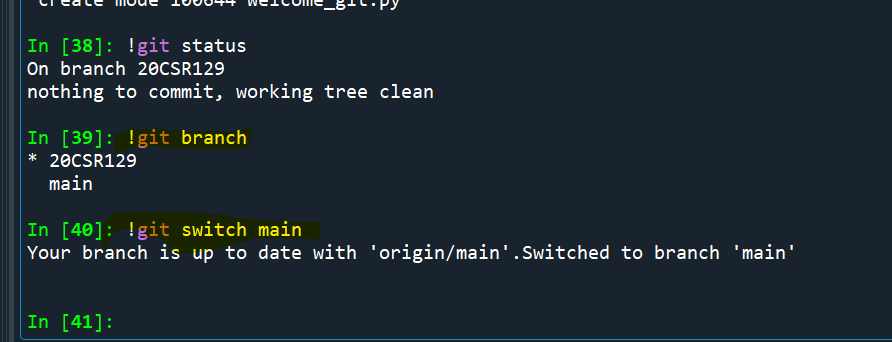 create mode 100644 welcome_git.py
In [38]: !git status
On branch 20CSR129
nothing to commit, working tree clean
In [39]: !git branch
* 20CSR129
main
In [40]: !git switch main
Your branch is up to date with 'origin/main'.Switched to branch 'main'
In [41]: